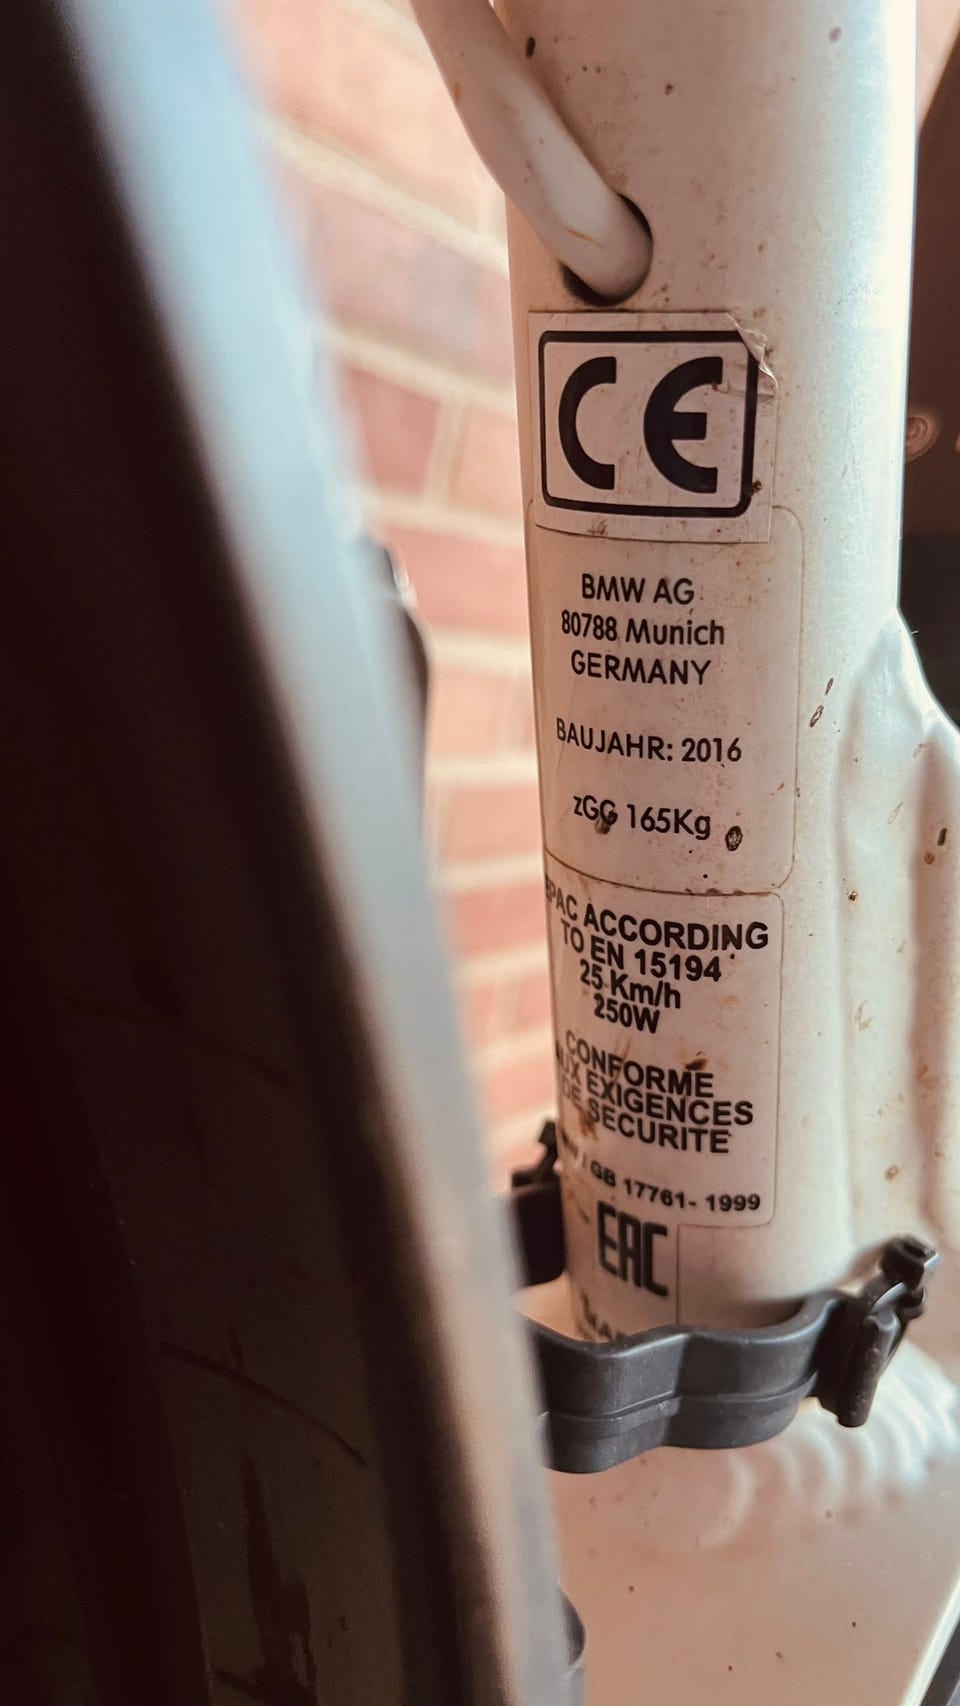 CE
BMW AG
80788 Munich
GERMANY
BAUJAHR: 2016
zGG 165Kg
EPAC ACCORDING
TO EN 15194
25 Km/h
250W
CONFORME
AUX EXIGENCES
DE SECURITE
/ GB 17761- 1999
EAC